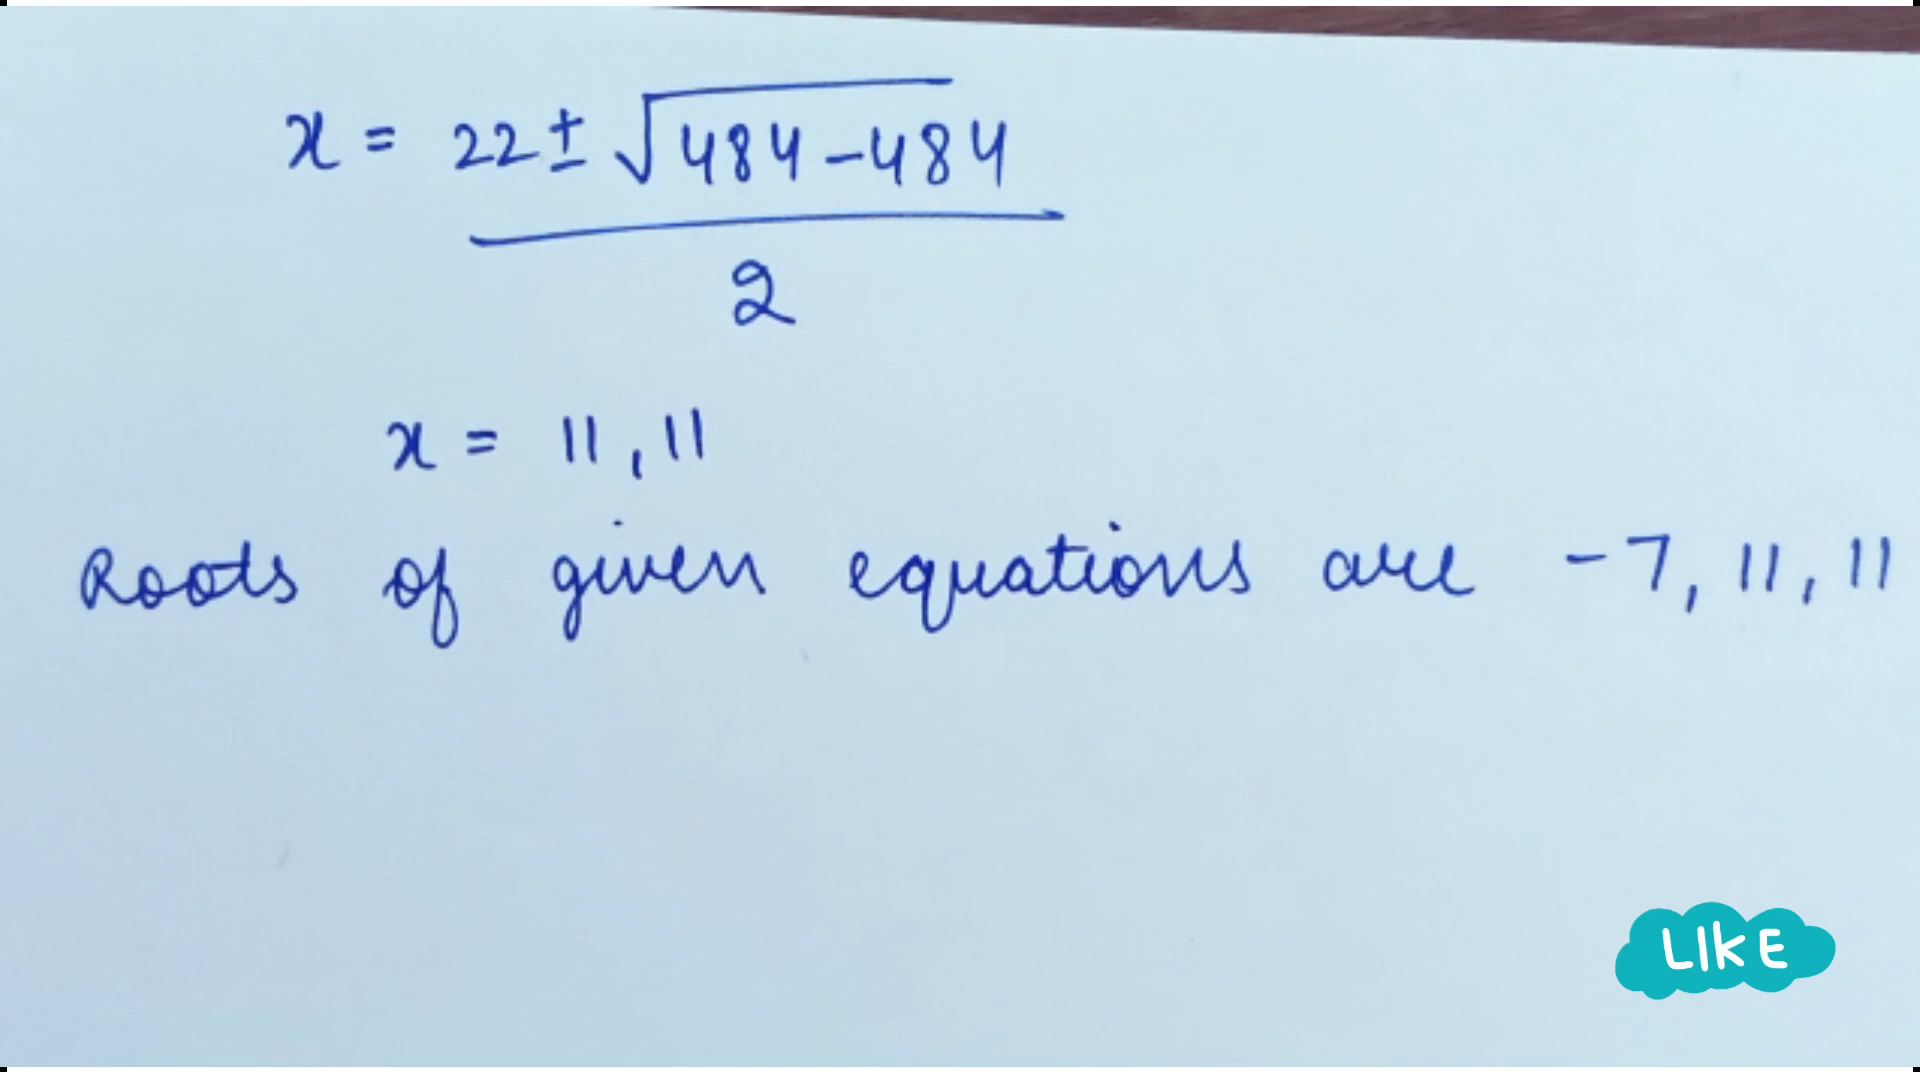 x = 22 ± √484 - 484
2
x = 11, 11
Roots of given equations are -7, 11, 11
LIKE